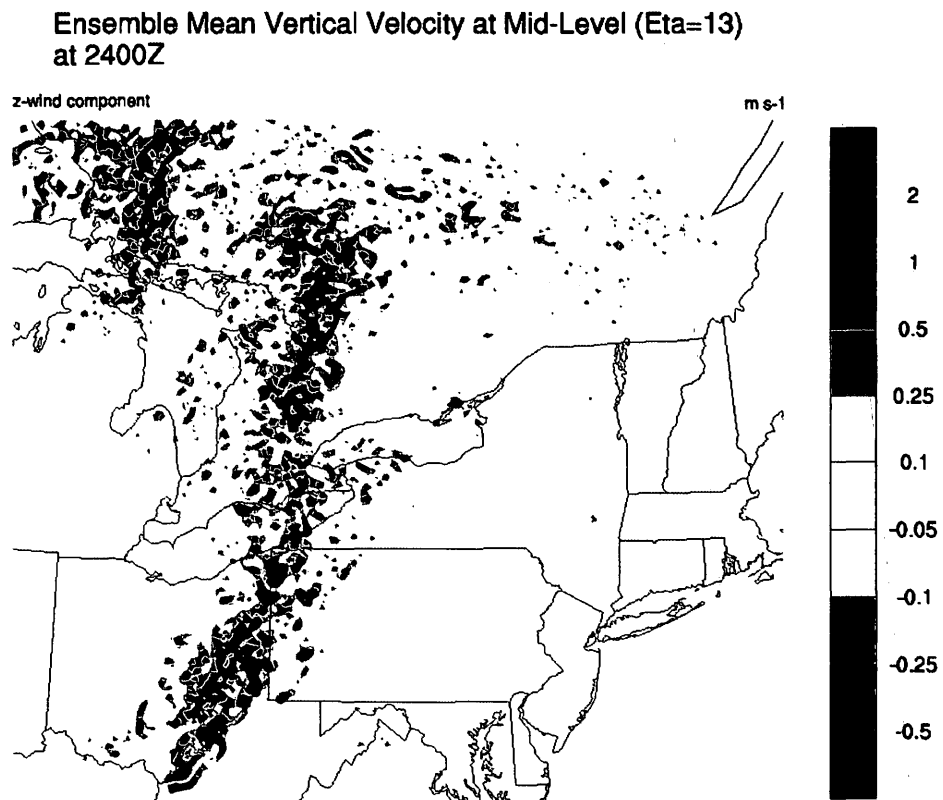 Ensemble Mean Vertical Velocity at Mid-Level (Eta=13)
at 2400Z
z-wind component
m s-1
2
1
0.5
0.25
0.1
-0.05
-0.1
-0.25
-0.5